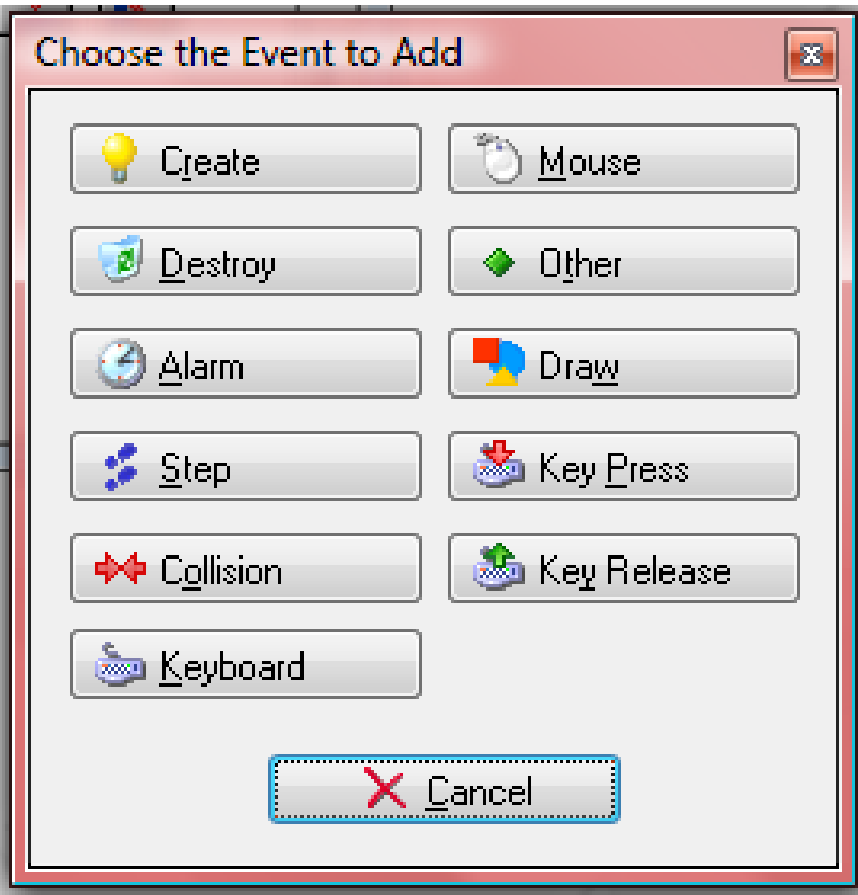 Choose the Event to Add
Create
Mouse
Destroy
Other
Alarm
Draw
Step
Key Press
Collision
Key Release
Keyboard
Cancel